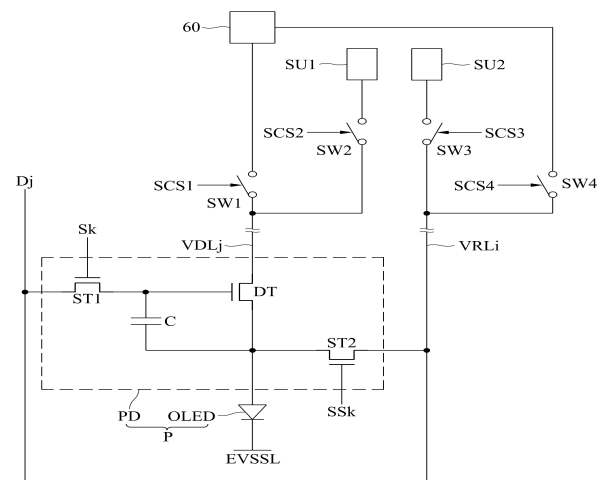 60
SU1
SU2
SCS2
SW2
SW3
SCS3
Dj
SCS1
SW1
SCS4
SW4
Sk
VDLj
VRLi
ST1
DT
C
ST2
PD
OLED
SSk
P
EVSSL